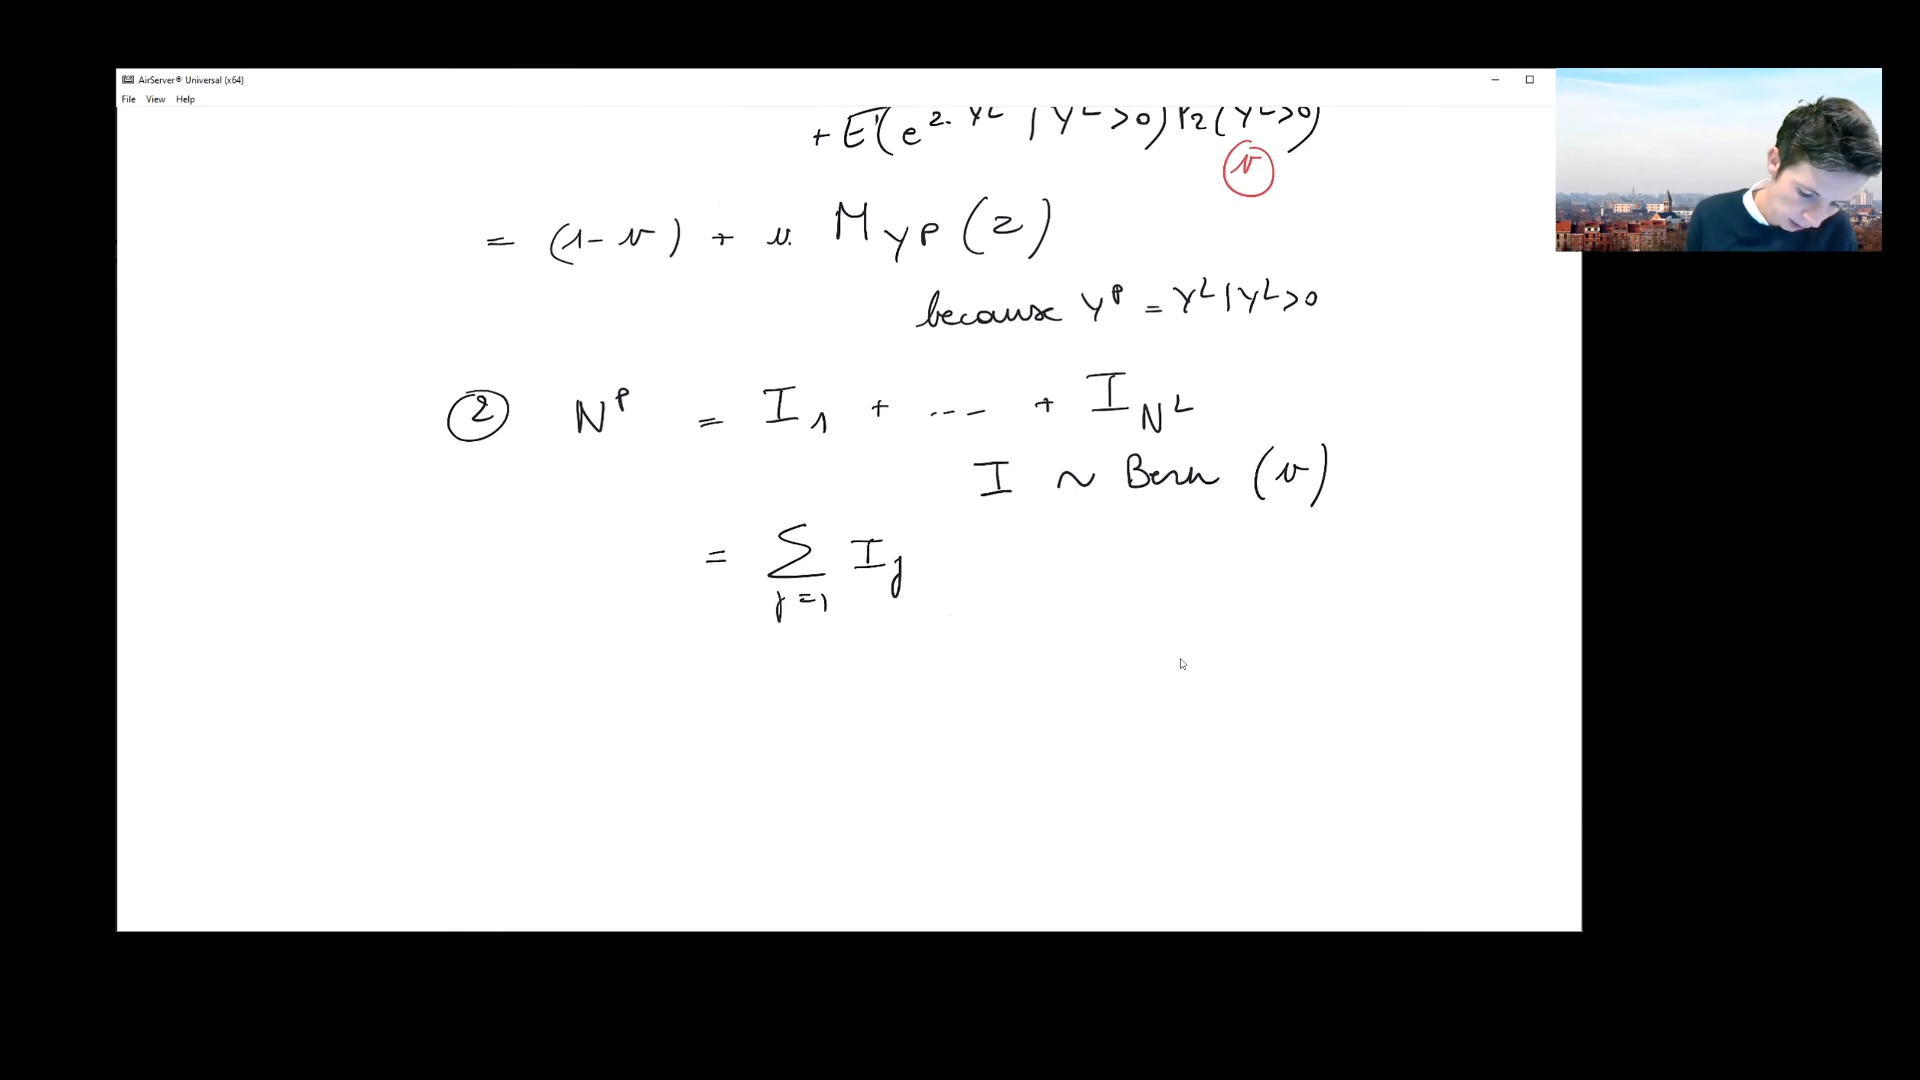 AirServer® Universal (x64)
File View Help
+ E(e^{z·Y^L} | Y^L > 0) Pr(Y^L > 0)
v
= (1 - v) + v. M_{Y^P}(z)
because Y^P = Y^L | Y^L > 0
② N^P = I_1 + --- + I_{N^L}
I ~ Bern (v)
= ∑_{j=1} I_j